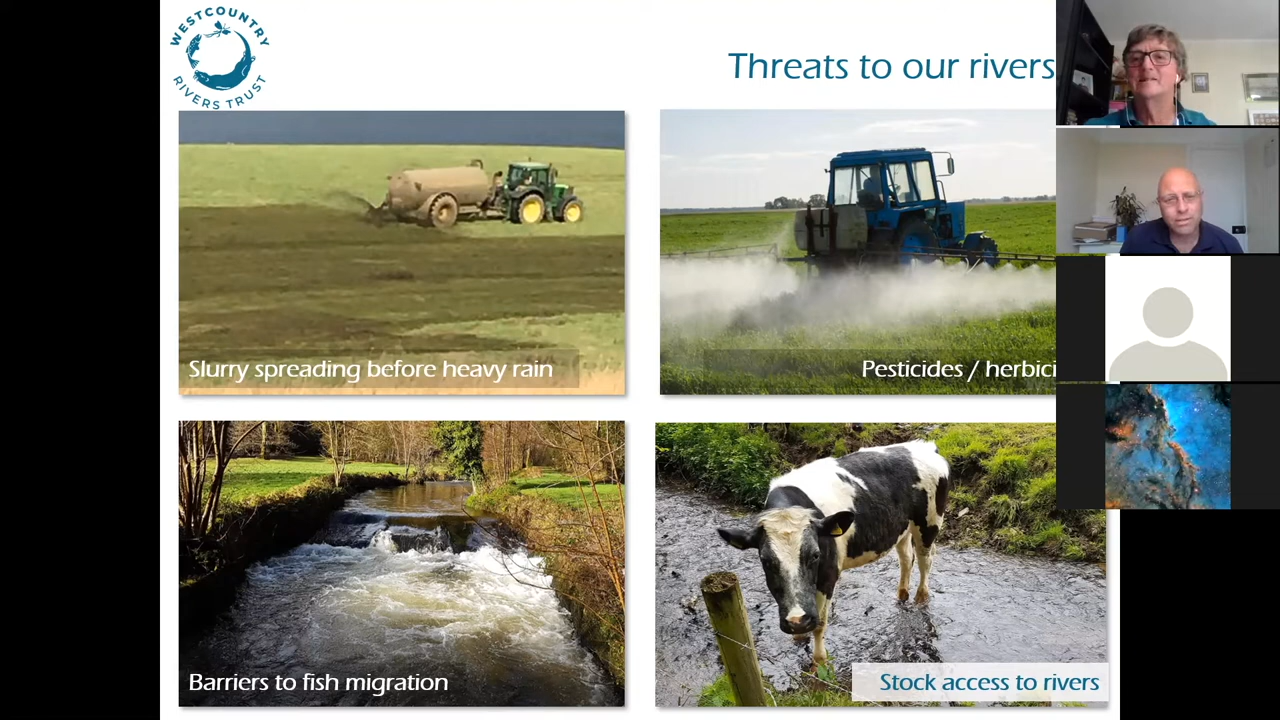 WESTCOUNTRY
RIVERS TRUST
Threats to our rivers
Slurry spreading before heavy rain
Pesticides / herbici
Barriers to fish migration
Stock access to rivers